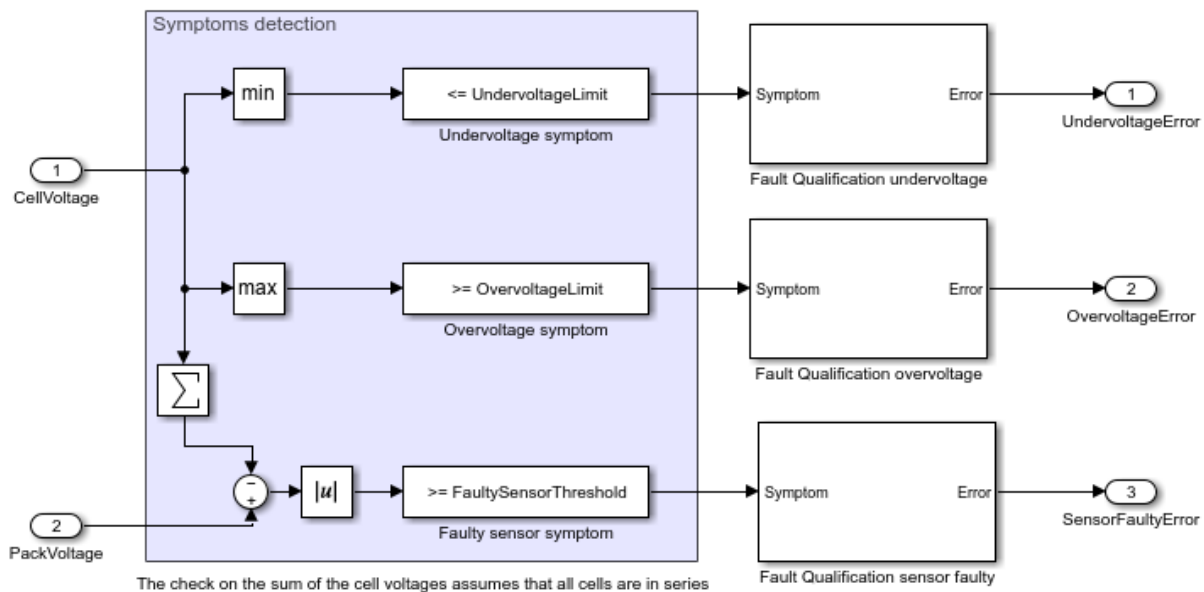 Symptoms detection
min
<= UndervoltageLimit
Undervoltage symptom
Symptom
Error
Fault Qualification undervoltage
1
UndervoltageError
1
CellVoltage
max
>= OvervoltageLimit
Overvoltage symptom
Symptom
Error
Fault Qualification overvoltage
2
OvervoltageError
∑
−
+
|u|
>= FaultySensorThreshold
Faulty sensor symptom
Symptom
Error
Fault Qualification sensor faulty
3
SensorFaultyError
2
PackVoltage
The check on the sum of the cell voltages assumes that all cells are in series